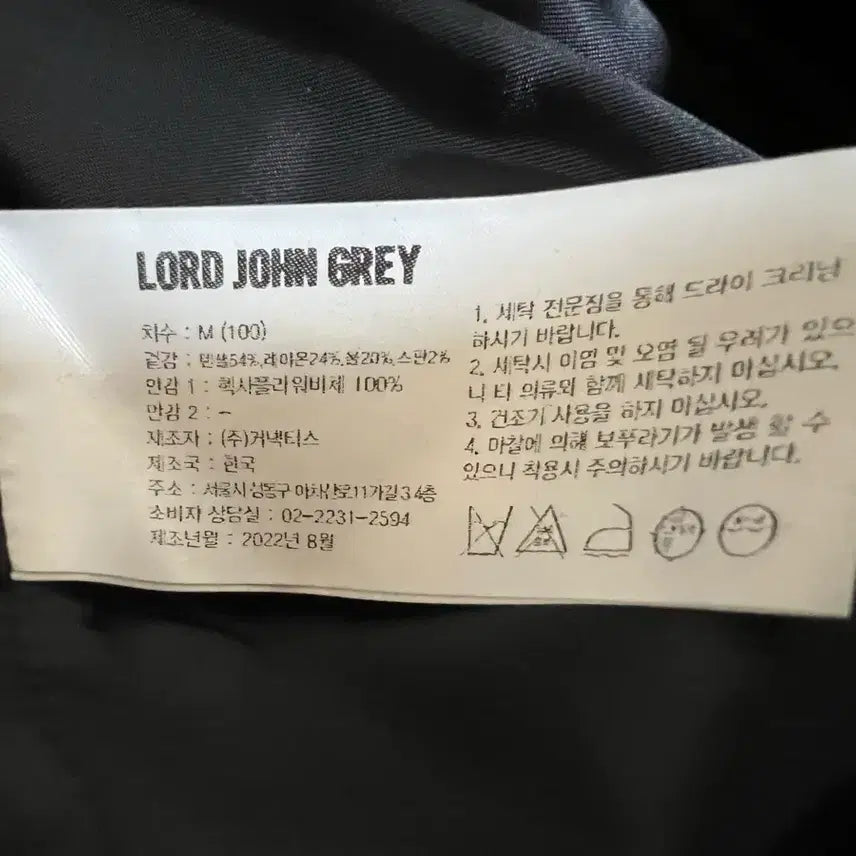 LORD JOHN GREY
치수 : M (100)
겉감 : 텐셀54%,레이온24%,울20%,스판2%
안감 1 : 헥사플라워비체 100%
안감 2 : -
제조자 : (주)커넥티스
제조국 : 한국
주소 : 서울시 성동구 아차산로11가길 3 4층
소비자 상담실 : 02-2231-2594
제조년월 : 2022년 8월
1. 세탁 전문점을 통해 드라이 크리닝
하시기 바랍니다.
2. 세탁시 이염 및 오염 될 우려가 있으
니 타 의류와 함께 세탁하지 마십시오.
3. 건조기 사용을 하지 마십시오.
4. 마찰에 의해 보푸라기가 발생 할 수
있으니 착용시 주의하시기 바랍니다.